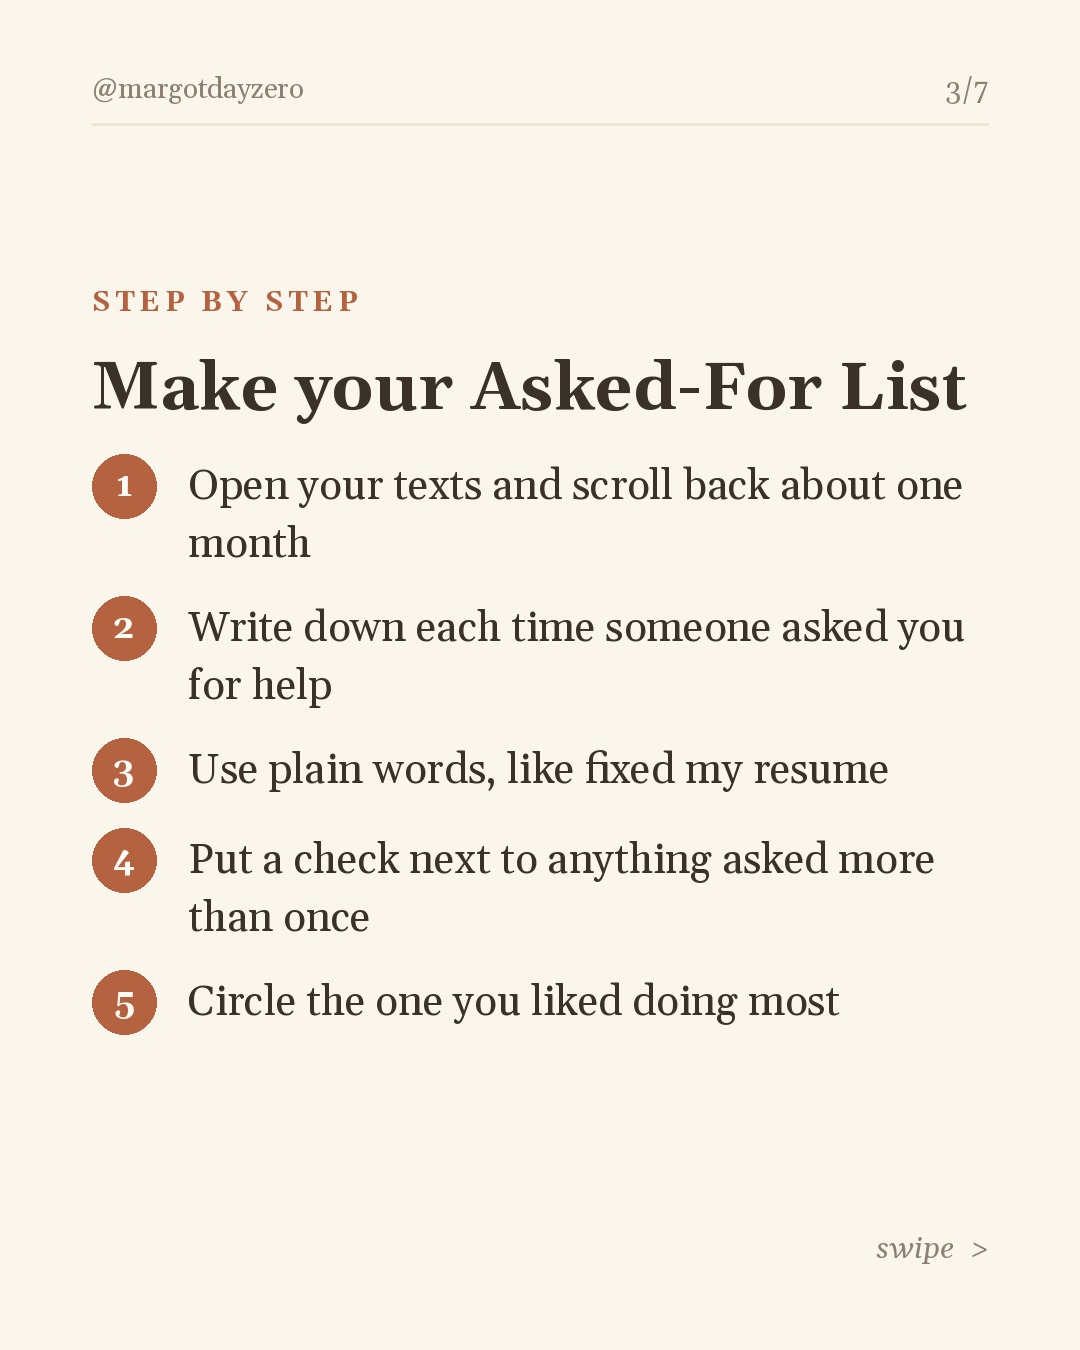 @margotdayzero
3/7
STEP BY STEP
Make your Asked-For List
1 Open your texts and scroll back about one
month
2 Write down each time someone asked you
for help
3 Use plain words, like fixed my resume
4 Put a check next to anything asked more
than once
5 Circle the one you liked doing most
swipe >